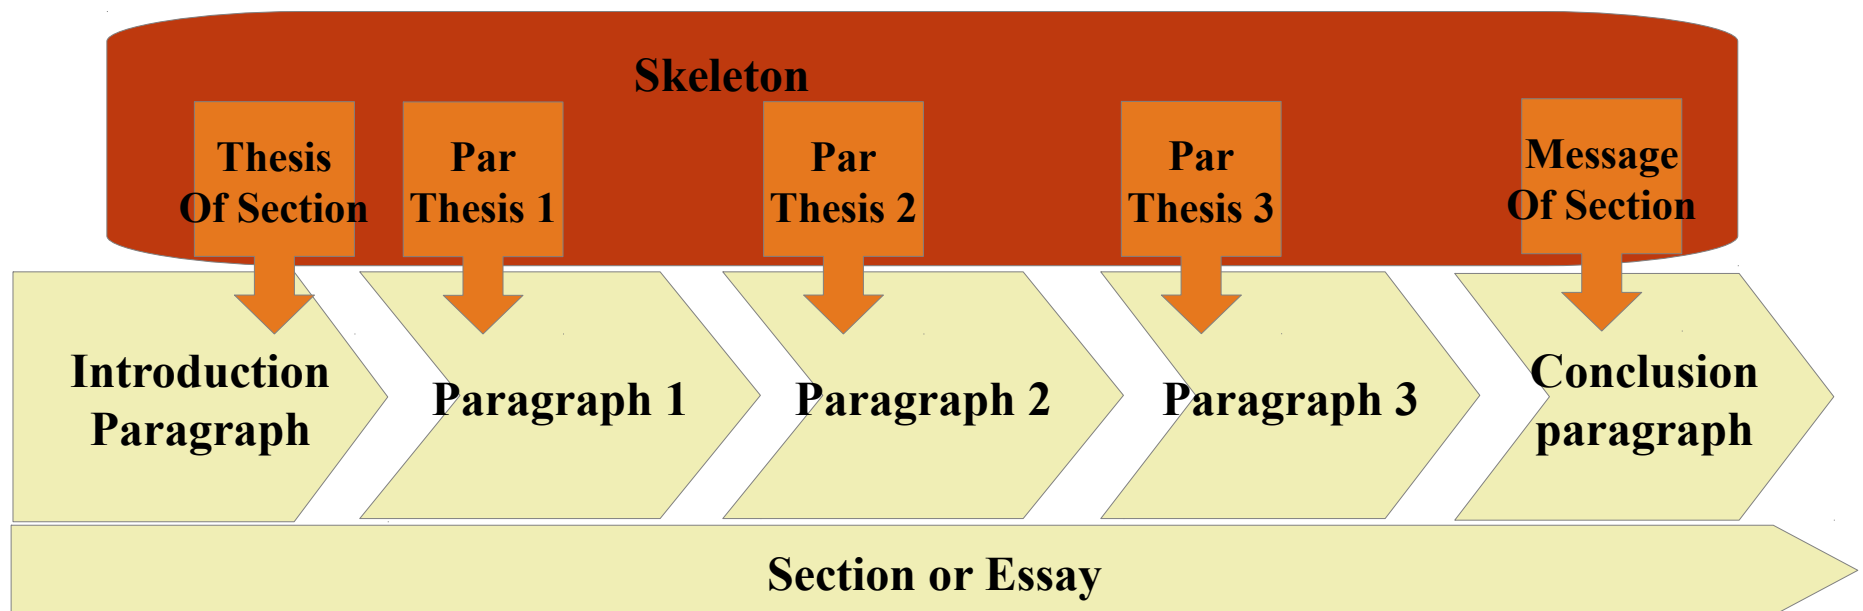 Skeleton
Thesis
Of Section
Par
Thesis 1
Par
Thesis 2
Par
Thesis 3
Message
Of Section
Introduction
Paragraph
Paragraph 1
Paragraph 2
Paragraph 3
Conclusion
paragraph
Section or Essay